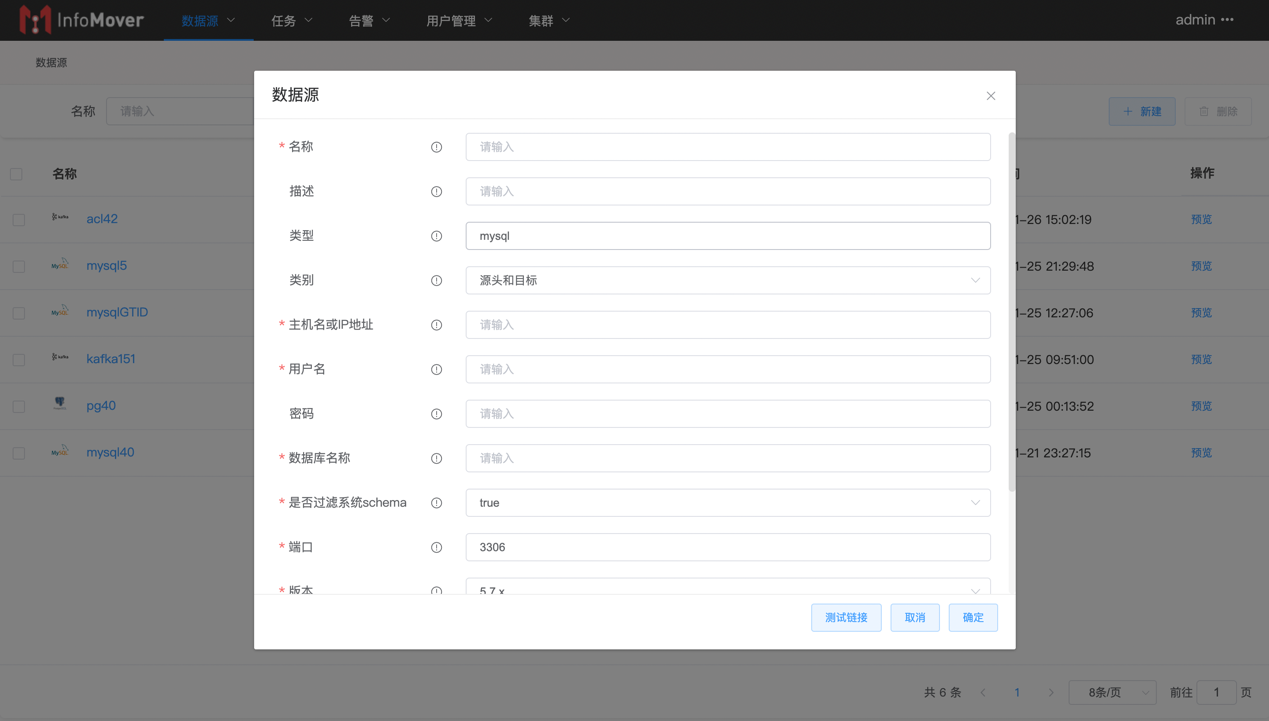 InfoMover 数据源 任务 告警 用户管理 集群 admin •••
数据源
名称 请输入 + 新建 删除
名称 操作
acl42 1-26 15:02:19 预览
mysql5 1-25 21:29:48 预览
mysqlGTID 1-25 12:27:06 预览
kafka151 1-25 09:51:00 预览
pg40 1-25 00:13:52 预览
mysql40 1-21 23:27:15 预览
数据源
* 名称 请输入
描述 请输入
类型 mysql
类别 源头和目标
* 主机名或IP地址 请输入
* 用户名 请输入
密码 请输入
* 数据库名称 请输入
* 是否过滤系统schema true
* 端口 3306
* 版本 5.7.x
测试链接 取消 确定
共 6 条 1 8条/页 前往 1 页